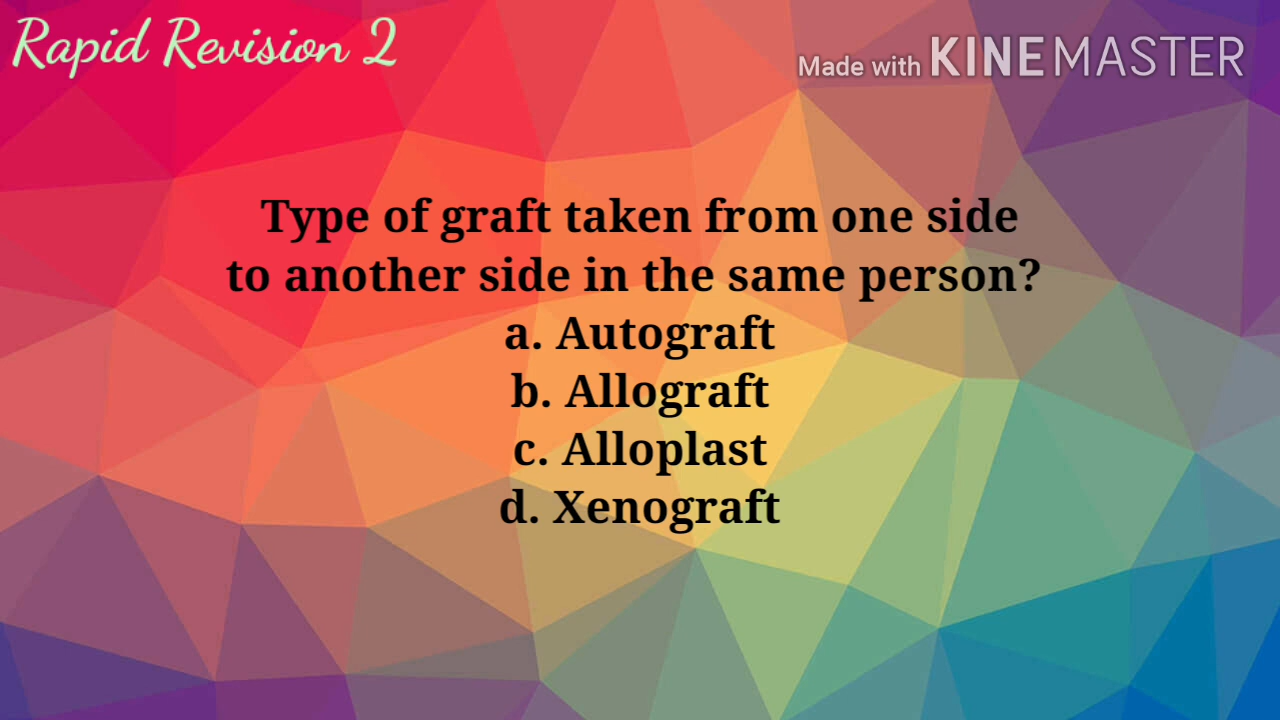 Rapid Revision 2
Made with KINEMASTER
Type of graft taken from one side
to another side in the same person?
a. Autograft
b. Allograft
c. Alloplast
d. Xenograft